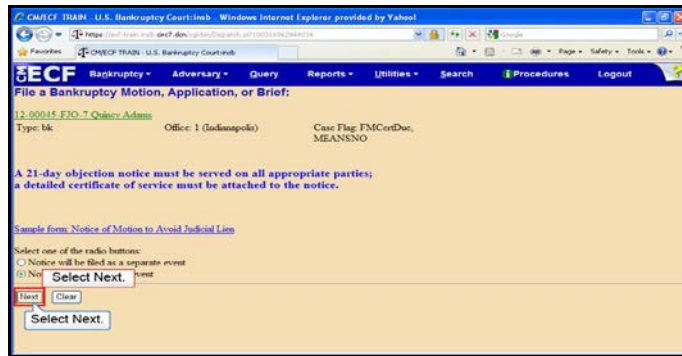 CM/ECF TRAIN - U.S. Bankruptcy Court:insb - Windows Internet Explorer provided by Yahoo!
Google
Favorites CM/ECF TRAIN - U.S. Bankruptcy Court:insb Page Safety Tools
ECF Bankruptcy Adversary Query Reports Utilities Search Procedures Logout
File a Bankruptcy Motion, Application, or Brief:
12-00045-FJO-7 Quincy Adams
Type: bk Office: 1 (Indianapolis) Case Flag: FMCertDue,
MEANSNO
A 21-day objection notice must be served on all appropriate parties;
a detailed certificate of service must be attached to the notice.
Sample form: Notice of Motion to Avoid Judicial Lien
Select one of the radio buttons:
Notice will be filed as a separate event
No Select Next. event
Next Clear
Select Next.